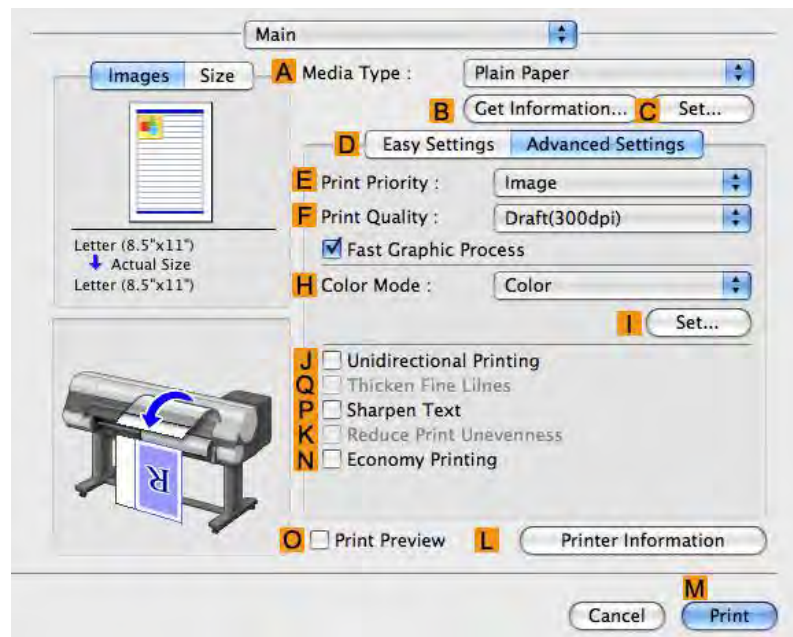 Main
Images Size
A Media Type : Plain Paper
B Get Information... C Set...
D Easy Settings Advanced Settings
E Print Priority : Image
F Print Quality : Draft(300dpi)
Fast Graphic Process
H Color Mode : Color
I Set...
Letter (8.5"x11")
Actual Size
Letter (8.5"x11")
J Unidirectional Printing
Q Thicken Fine Lilnes
P Sharpen Text
K Reduce Print Unevenness
N Economy Printing
R
O Print Preview L Printer Information
M
Cancel Print